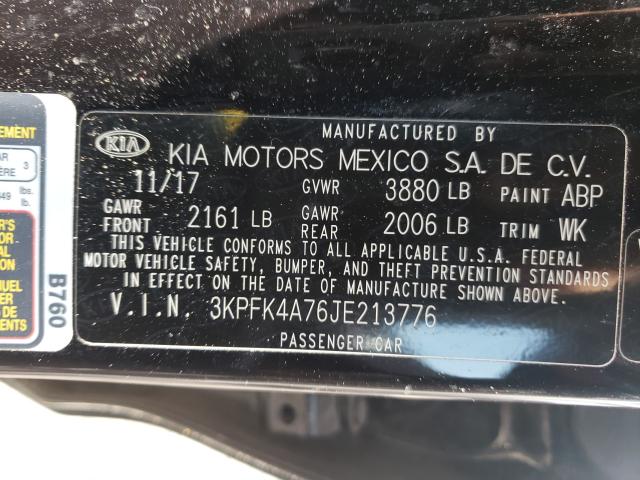 MANUFACTURED BY
KIA KIA MOTORS MEXICO S.A. DE C.V.
11/17 GVWR 3880 LB PAINT ABP
GAWR FRONT 2161 LB GAWR REAR 2006 LB TRIM WK
THIS VEHICLE CONFORMS TO ALL APPLICABLE U.S.A. FEDERAL
MOTOR VEHICLE SAFETY, BUMPER, AND THEFT PREVENTION STANDARDS
IN EFFECT ON THE DATE OF MANUFACTURE SHOWN ABOVE.
V.I.N. 3KPFK4A76JE213776
PASSENGER CAR
B760
3
lbs.